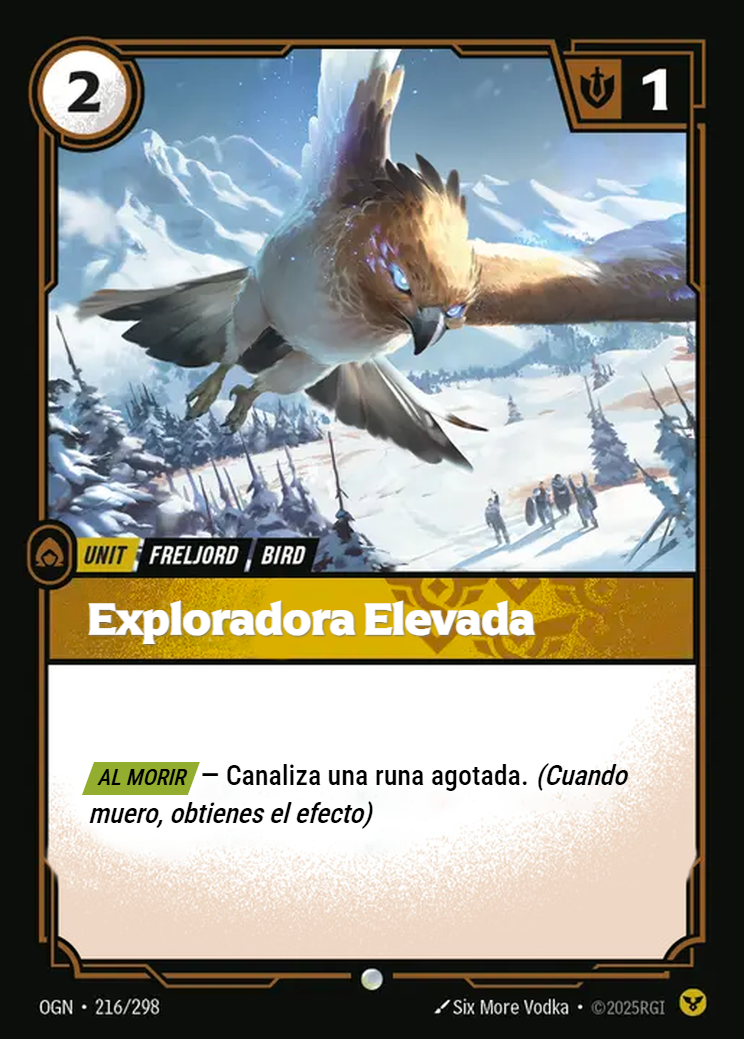 2
1
UNIT FRELJORD BIRD
Exploradora Elevada
AL MORIR — Canaliza una runa agotada. (Cuando
muero, obtienes el efecto)
OGN • 216/298
Six More Vodka • ©2025RGI